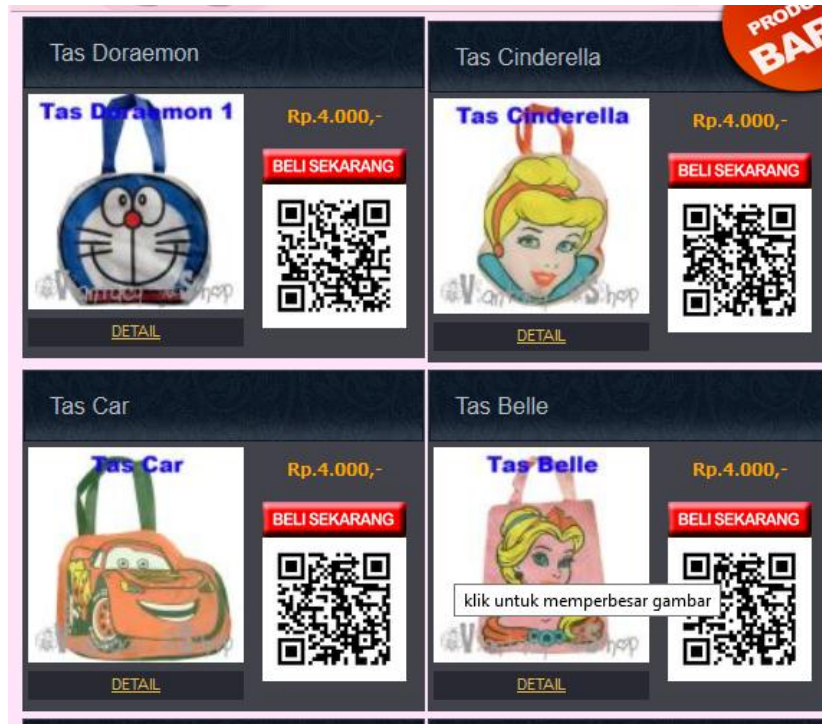 Tas Doraemon
Tas Doraemon 1
Rp.4.000,-
BELI SEKARANG
DETAIL
Tas Cinderella
Tas Cinderella
Rp.4.000,-
BELI SEKARANG
DETAIL
Tas Car
Tas Car
Rp.4.000,-
BELI SEKARANG
DETAIL
Tas Belle
Tas Belle
Rp.4.000,-
BELI SEKARANG
klik untuk memperbesar gambar
DETAIL